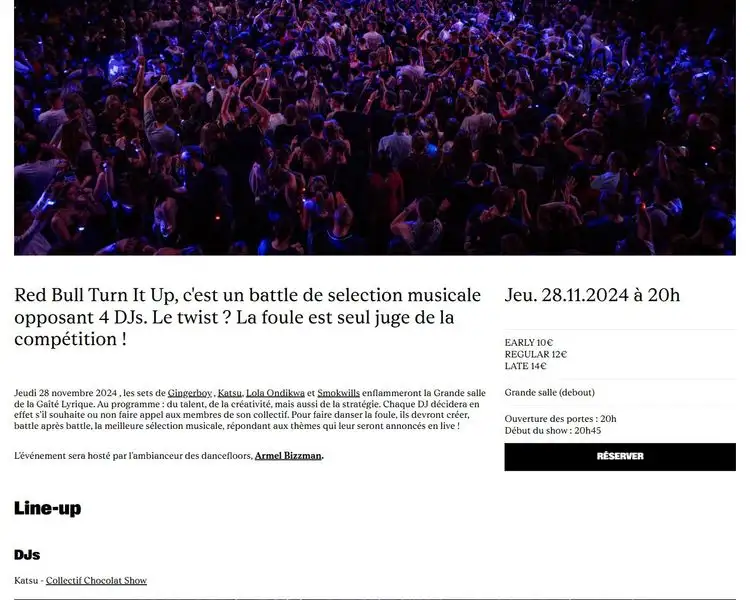 Red Bull Turn It Up, c'est un battle de selection musicale
opposant 4 DJs. Le twist ? La foule est seul juge de la
compétition !
Jeudi 28 novembre 2024 , les sets de Gingerboy , Katsu, Lola Ondikwa et Smokwills enflammeront la Grande salle
de la Gaîté Lyrique. Au programme : du talent, de la créativité, mais aussi de la stratégie. Chaque DJ décidera en
effet s'il souhaite ou non faire appel aux membres de son collectif. Pour faire danser la foule, ils devront créer,
battle après battle, la meilleure sélection musicale, répondant aux thèmes qui leur seront annoncés en live !
L'événement sera hosté par l'ambianceur des dancefloors, Armel Bizzman.
Jeu. 28.11.2024 à 20h
EARLY 10€
REGULAR 12€
LATE 14€
Grande salle (debout)
Ouverture des portes : 20h
Début du show : 20h45
RÉSERVER
Line-up
DJs
Katsu - Collectif Chocolat Show